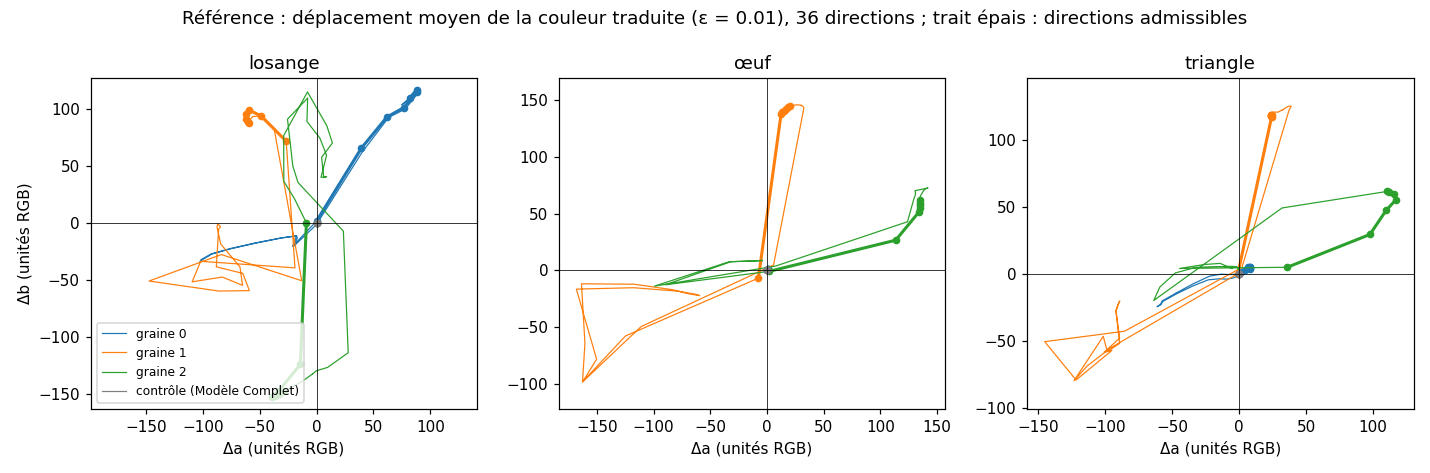 Référence : déplacement moyen de la couleur traduite (ε = 0.01), 36 directions ; trait épais : directions admissibles
losange
œuf
triangle
Δb (unités RGB)
100
50
0
−50
−100
−150
150
100
50
0
−50
−100
100
50
0
−50
−100
graine 0
graine 1
graine 2
contrôle (Modèle Complet)
−150 −100 −50 0 50 100
−150 −100 −50 0 50 100 150
−150 −100 −50 0 50 100
Δa (unités RGB)
Δa (unités RGB)
Δa (unités RGB)